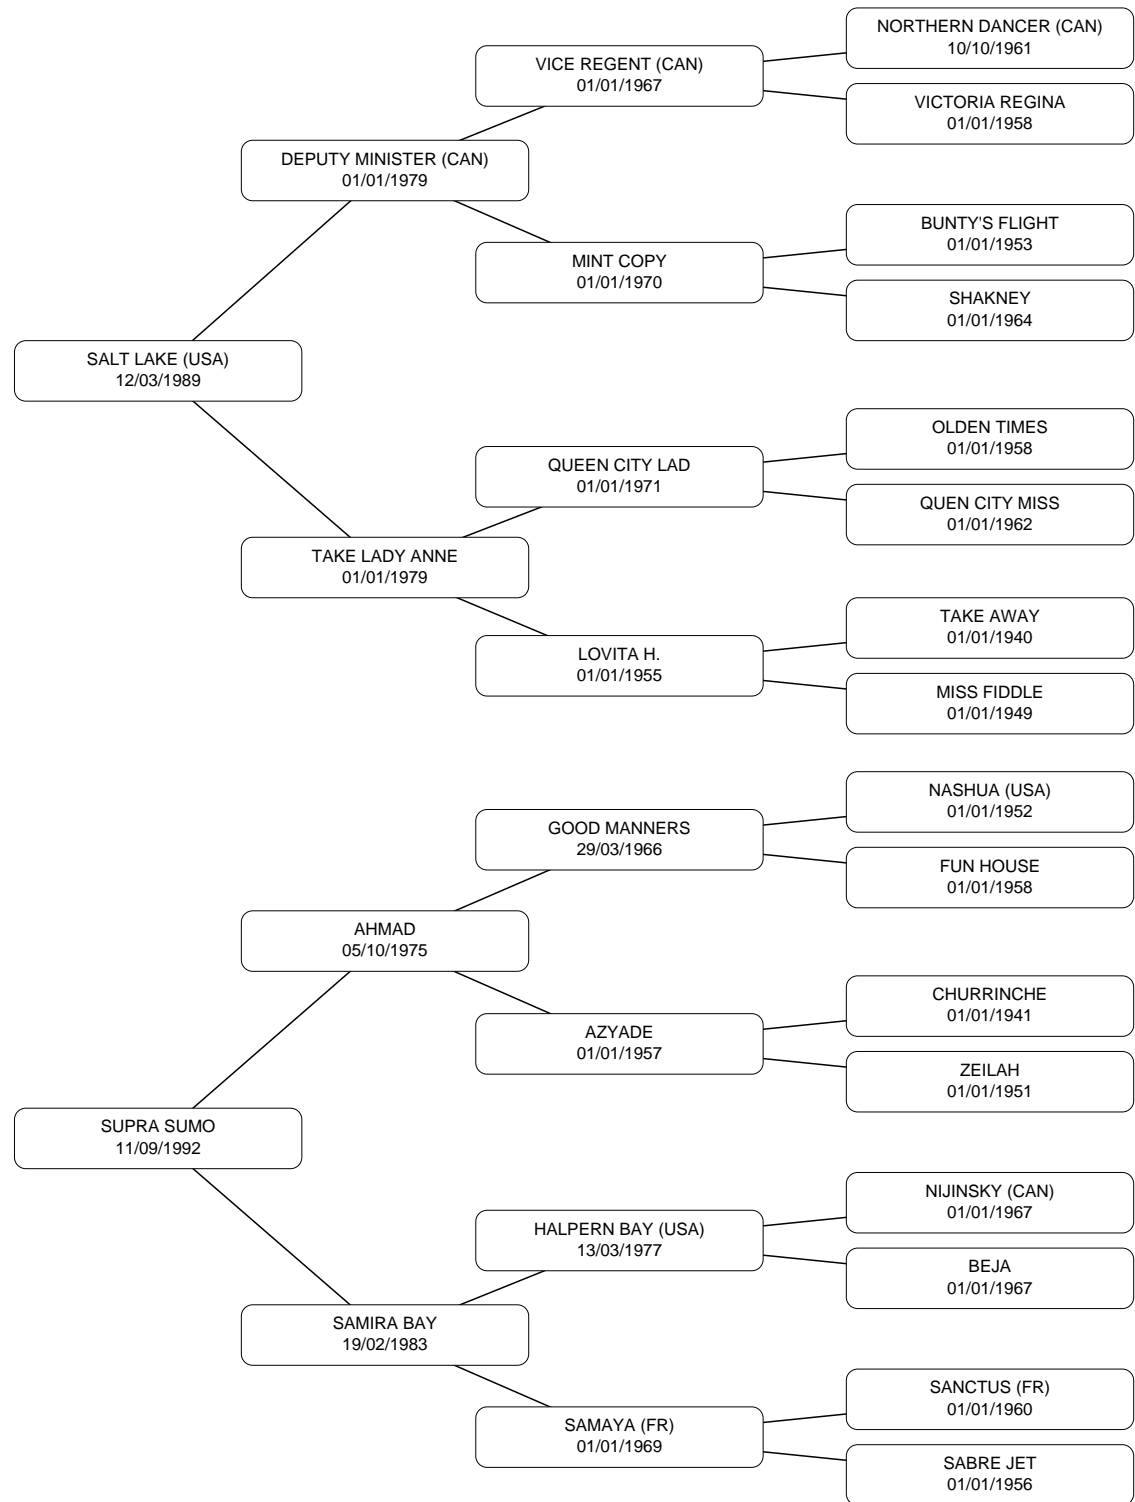 NORTHERN DANCER (CAN)
10/10/1961
VICE REGENT (CAN)
01/01/1967
VICTORIA REGINA
01/01/1958
DEPUTY MINISTER (CAN)
01/01/1979
BUNTY'S FLIGHT
01/01/1953
MINT COPY
01/01/1970
SHAKNEY
01/01/1964
SALT LAKE (USA)
12/03/1989
OLDEN TIMES
01/01/1958
QUEEN CITY LAD
01/01/1971
QUEN CITY MISS
01/01/1962
TAKE LADY ANNE
01/01/1979
TAKE AWAY
01/01/1940
LOVITA H.
01/01/1955
MISS FIDDLE
01/01/1949
NASHUA (USA)
01/01/1952
GOOD MANNERS
29/03/1966
FUN HOUSE
01/01/1958
AHMAD
05/10/1975
CHURRINCHE
01/01/1941
AZYADE
01/01/1957
ZEILAH
01/01/1951
SUPRA SUMO
11/09/1992
NIJINSKY (CAN)
01/01/1967
HALPERN BAY (USA)
13/03/1977
BEJA
01/01/1967
SAMIRA BAY
19/02/1983
SANCTUS (FR)
01/01/1960
SAMAYA (FR)
01/01/1969
SABRE JET
01/01/1956